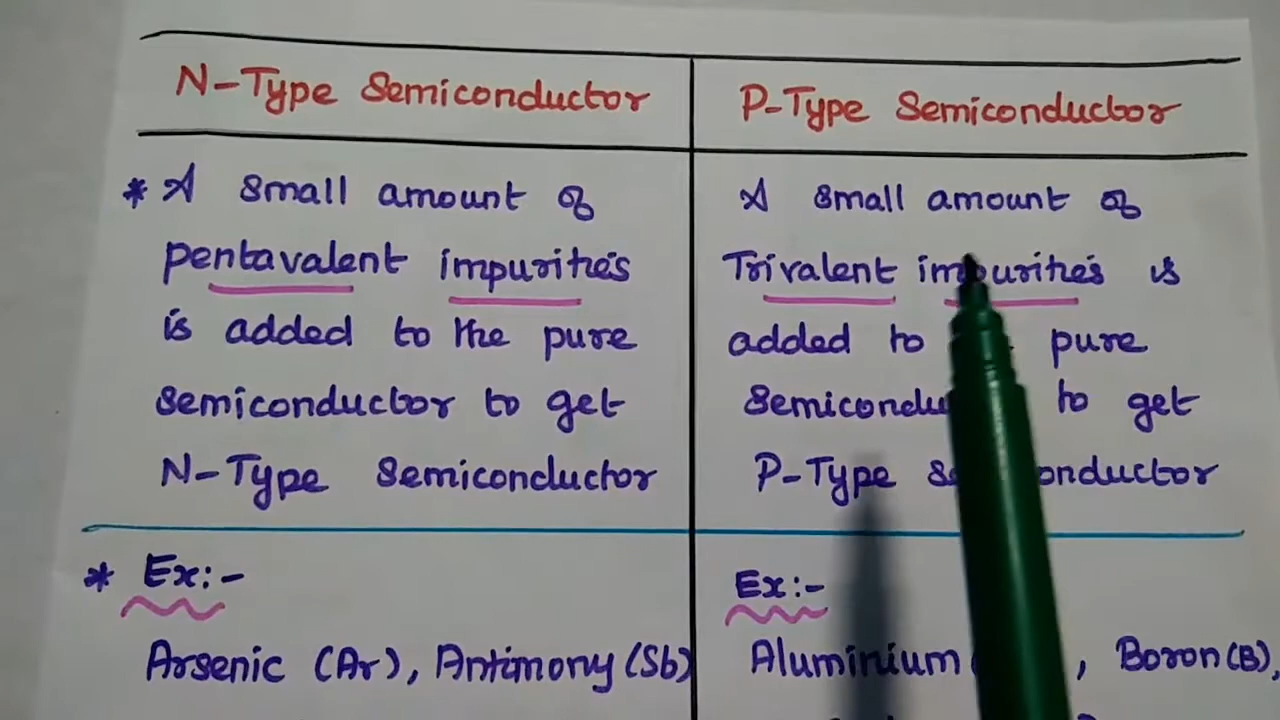 N-Type Semiconductor
* A small amount of
pentavalent impurities
is added to the pure
semiconductor to get
N-Type Semiconductor
* Ex:-
Arsenic (Ar), Antimony (Sb)
P-Type Semiconductor
A small amount of
Trivalent impurities is
added to pure
Semicondu to get
P-Type Semiconductor
Ex:-
Aluminium ( , Boron (B),